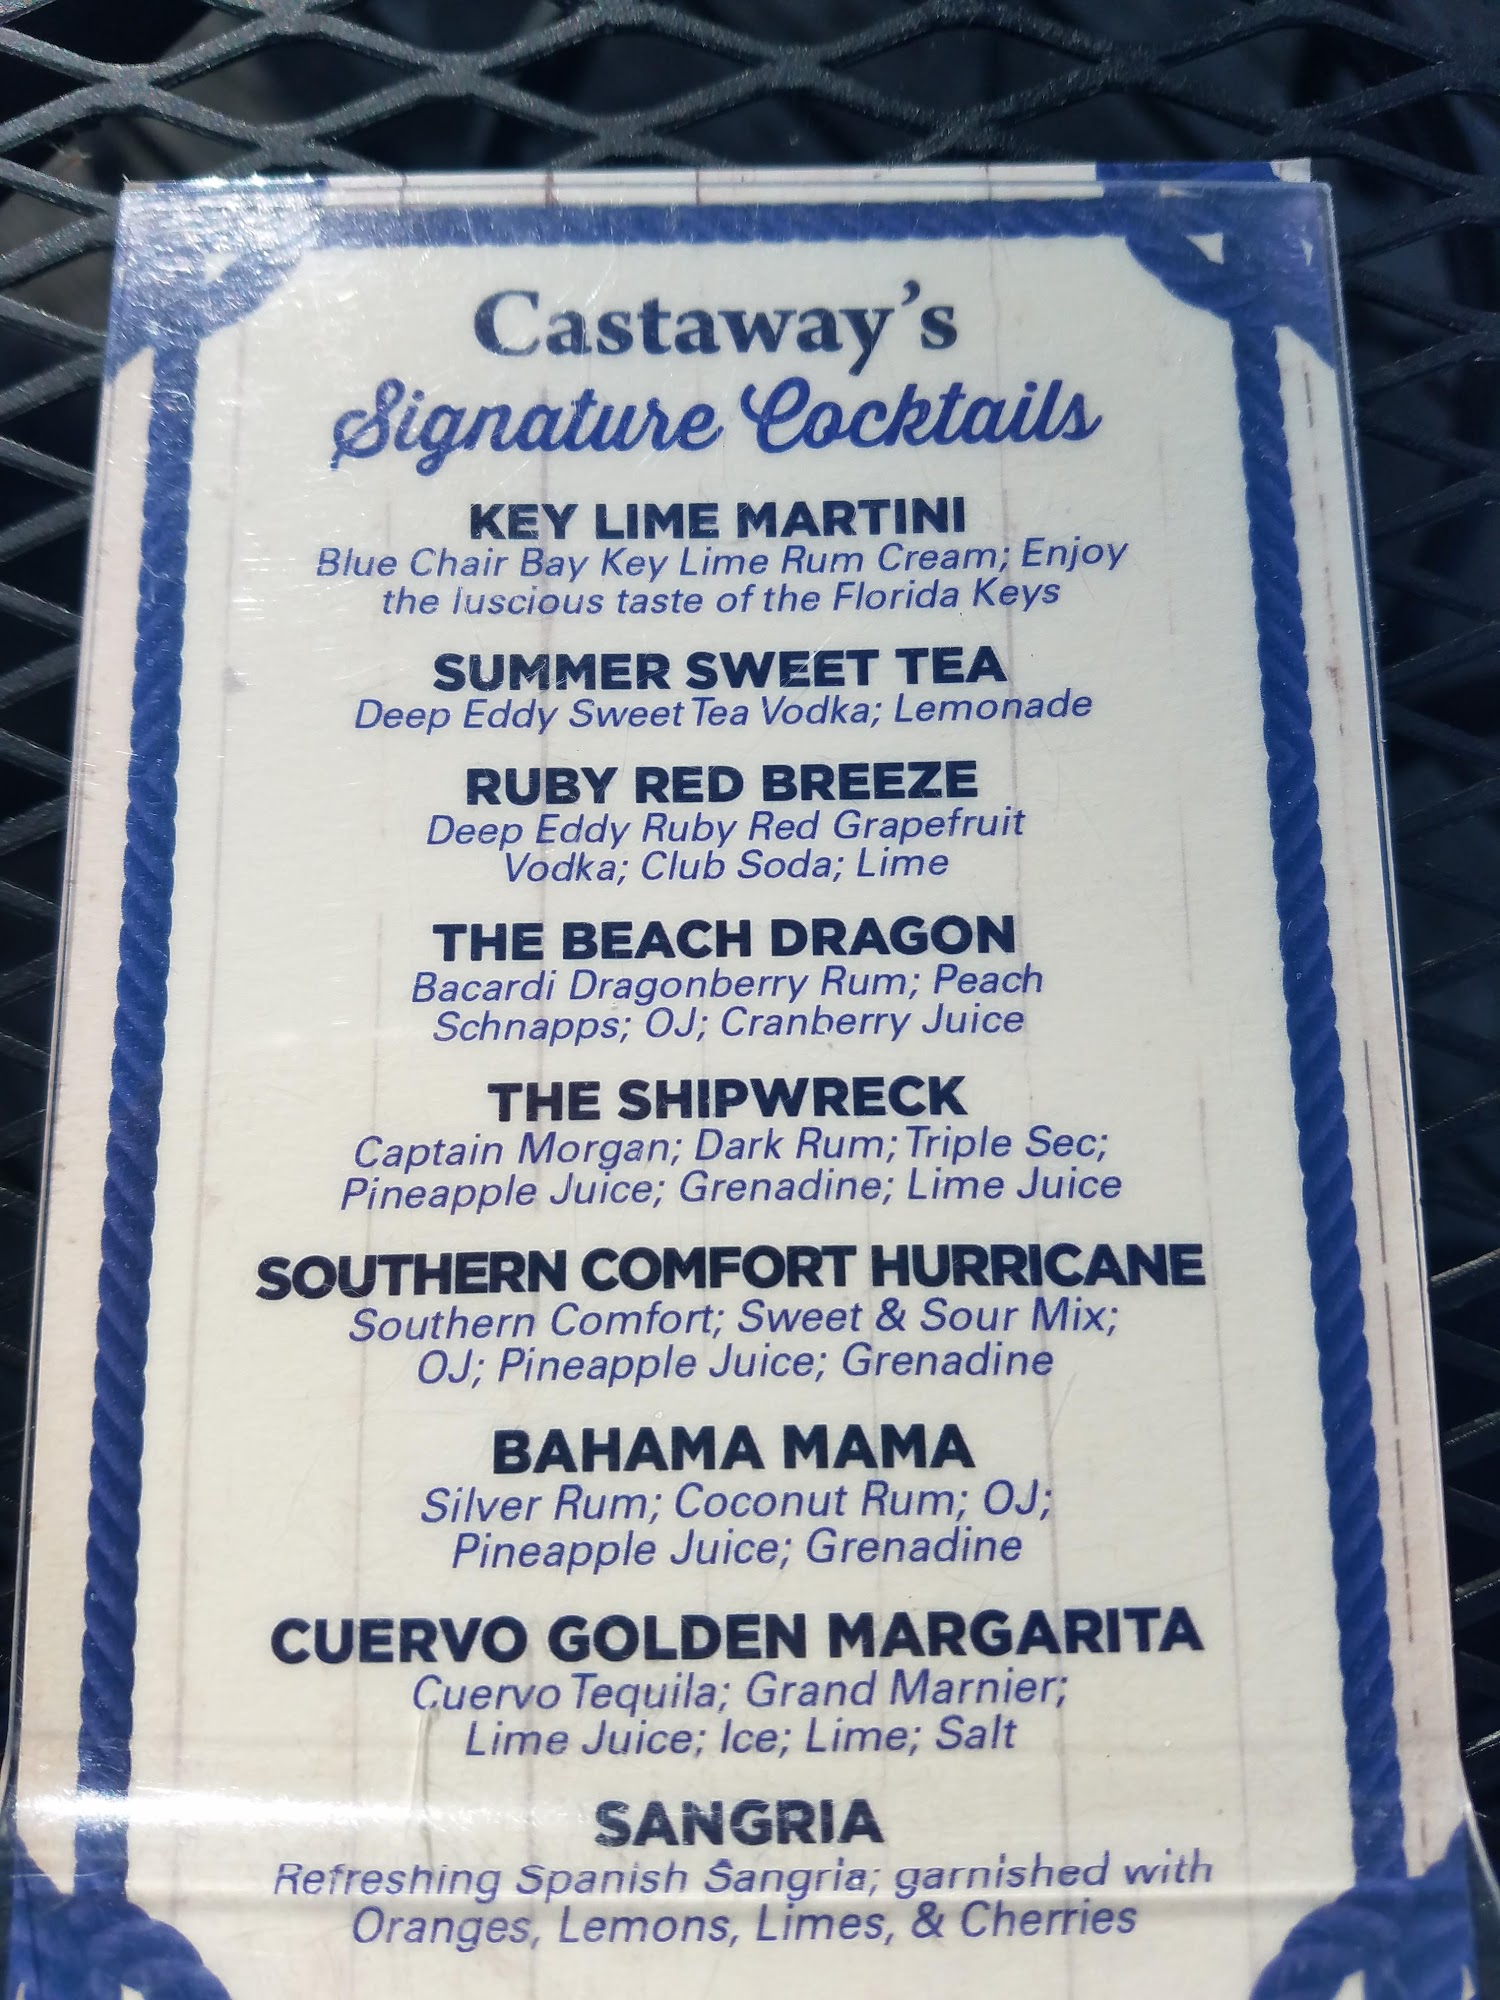 Castaway's
Signature Cocktails
KEY LIME MARTINI
Blue Chair Bay Key Lime Rum Cream; Enjoy
the luscious taste of the Florida Keys
SUMMER SWEET TEA
Deep Eddy Sweet Tea Vodka; Lemonade
RUBY RED BREEZE
Deep Eddy Ruby Red Grapefruit
Vodka; Club Soda; Lime
THE BEACH DRAGON
Bacardi Dragonberry Rum; Peach
Schnapps; OJ; Cranberry Juice
THE SHIPWRECK
Captain Morgan; Dark Rum; Triple Sec;
Pineapple Juice; Grenadine; Lime Juice
SOUTHERN COMFORT HURRICANE
Southern Comfort; Sweet & Sour Mix;
OJ; Pineapple Juice; Grenadine
BAHAMA MAMA
Silver Rum; Coconut Rum; OJ;
Pineapple Juice; Grenadine
CUERVO GOLDEN MARGARITA
Cuervo Tequila; Grand Marnier;
Lime Juice; Ice; Lime; Salt
SANGRIA
Refreshing Spanish Sangria; garnished with
Oranges, Lemons, Limes, & Cherries